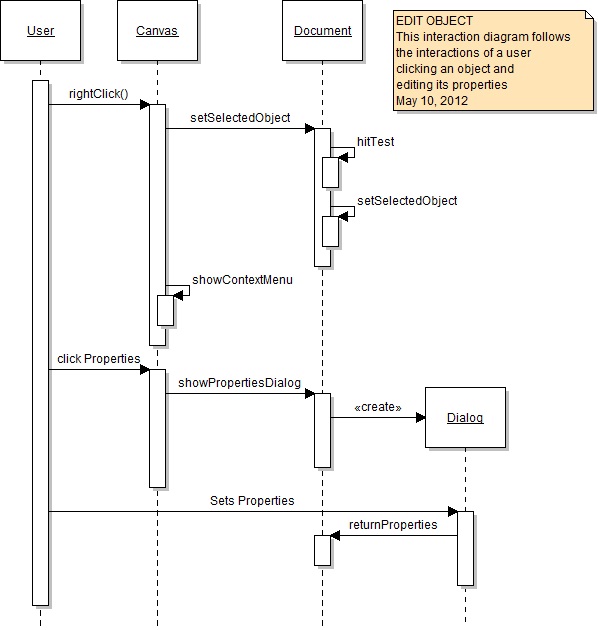 User
Canvas
Document
EDIT OBJECT
This interaction diagram follows
the interactions of a user
clicking an object and
editing its properties
May 10, 2012
rightClick()
setSelectedObject
hitTest
setSelectedObject
showContextMenu
click Properties
showPropertiesDialog
«create»
Dialog
Sets Properties
returnProperties